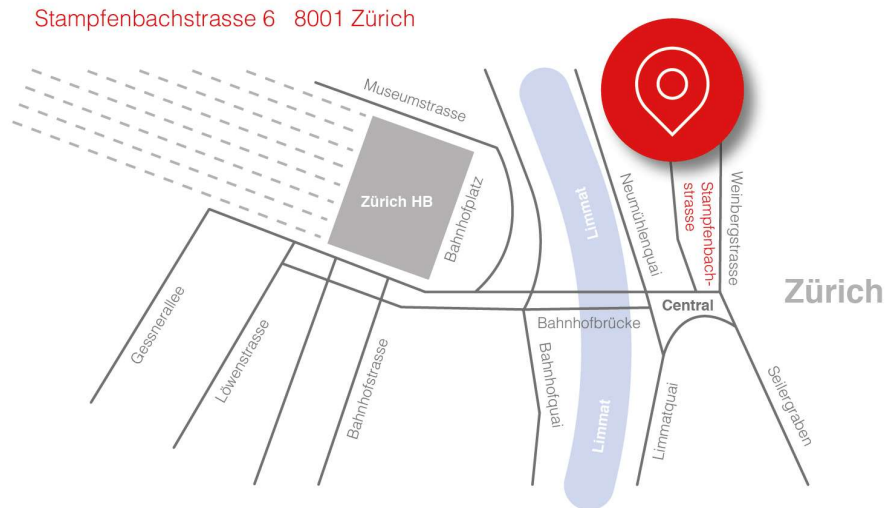 Stampfenbachstrasse 6 8001 Zürich
Museumstrasse
Zürich HB
Bahnhofplatz
Limmat
Neumühlenquai
Stampfenbach-
strasse
Weinbergstrasse
Zürich
Central
Bahnhofbrücke
Gessnerallee
Löwenstrasse
Bahnhofstrasse
Bahnhofquai
Limmat
Limmatquai
Seilergraben